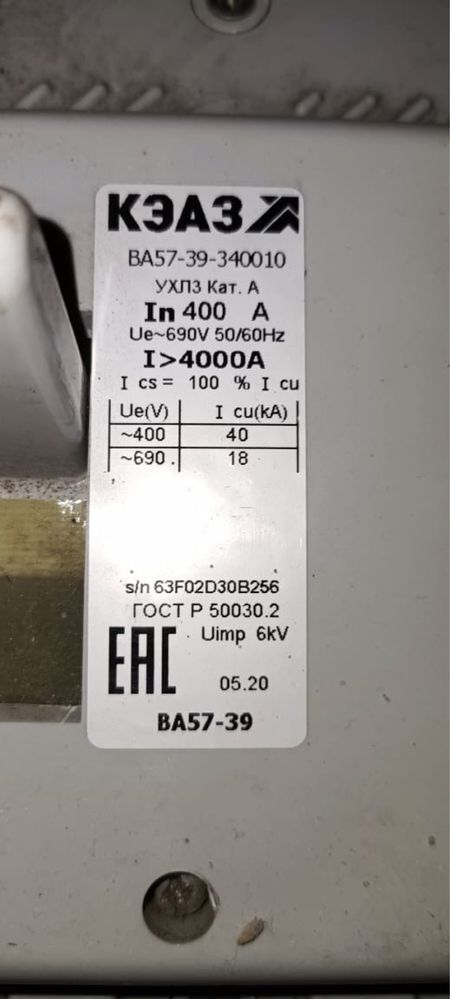 КЭАЗ
ВА57-39-340010
УХЛ3 Кат. А
In 400 А
Ue~690V 50/60Hz
I>4000A
I cs = 100 % I cu
Ue(V) I cu(kA)
~400 40
~690 18
s/n 63F02D30B256
ГОСТ Р 50030.2
Uimp 6kV
ЕАС
05.20
ВА57-39